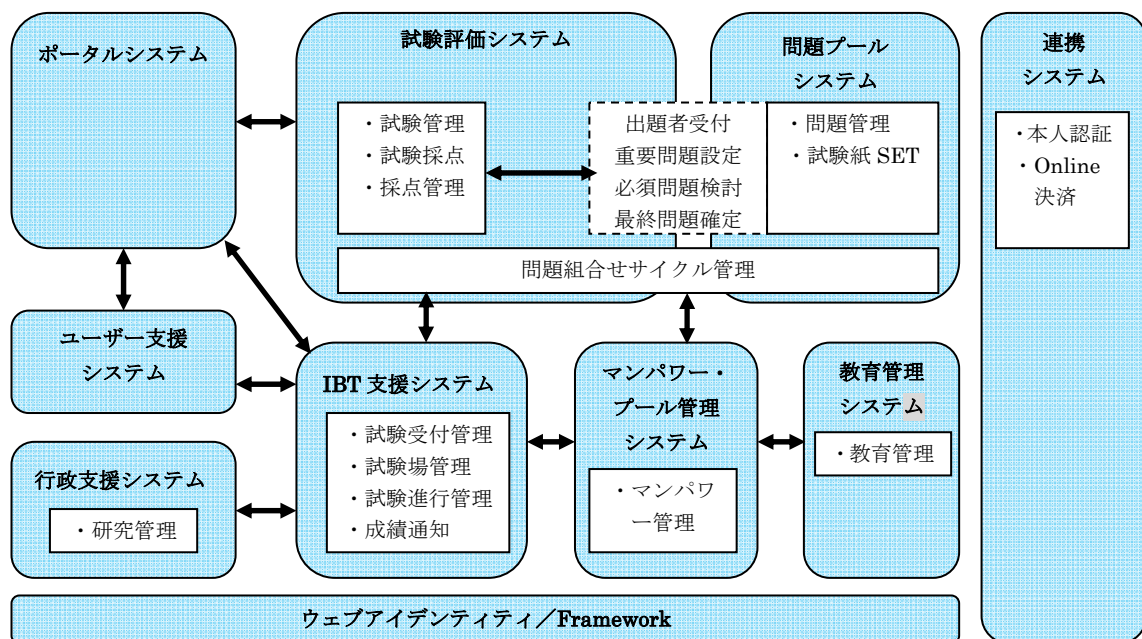 ポータルシステム
試験評価システム
・試験管理
・試験採点
・採点管理
出題者受付
重要問題設定
必須問題検討
最終問題確定
問題プール
システム
・問題管理
・試験紙 SET
問題組合せサイクル管理
連携
システム
・本人認証
・Online
決済
ユーザー支援
システム
IBT 支援システム
・試験受付管理
・試験場管理
・試験進行管理
・成績通知
マンパワー・
プール管理
システム
・マンパワ
ー管理
教育管理
システム
・教育管理
行政支援システム
・研究管理
ウェブアイデンティティ／Framework